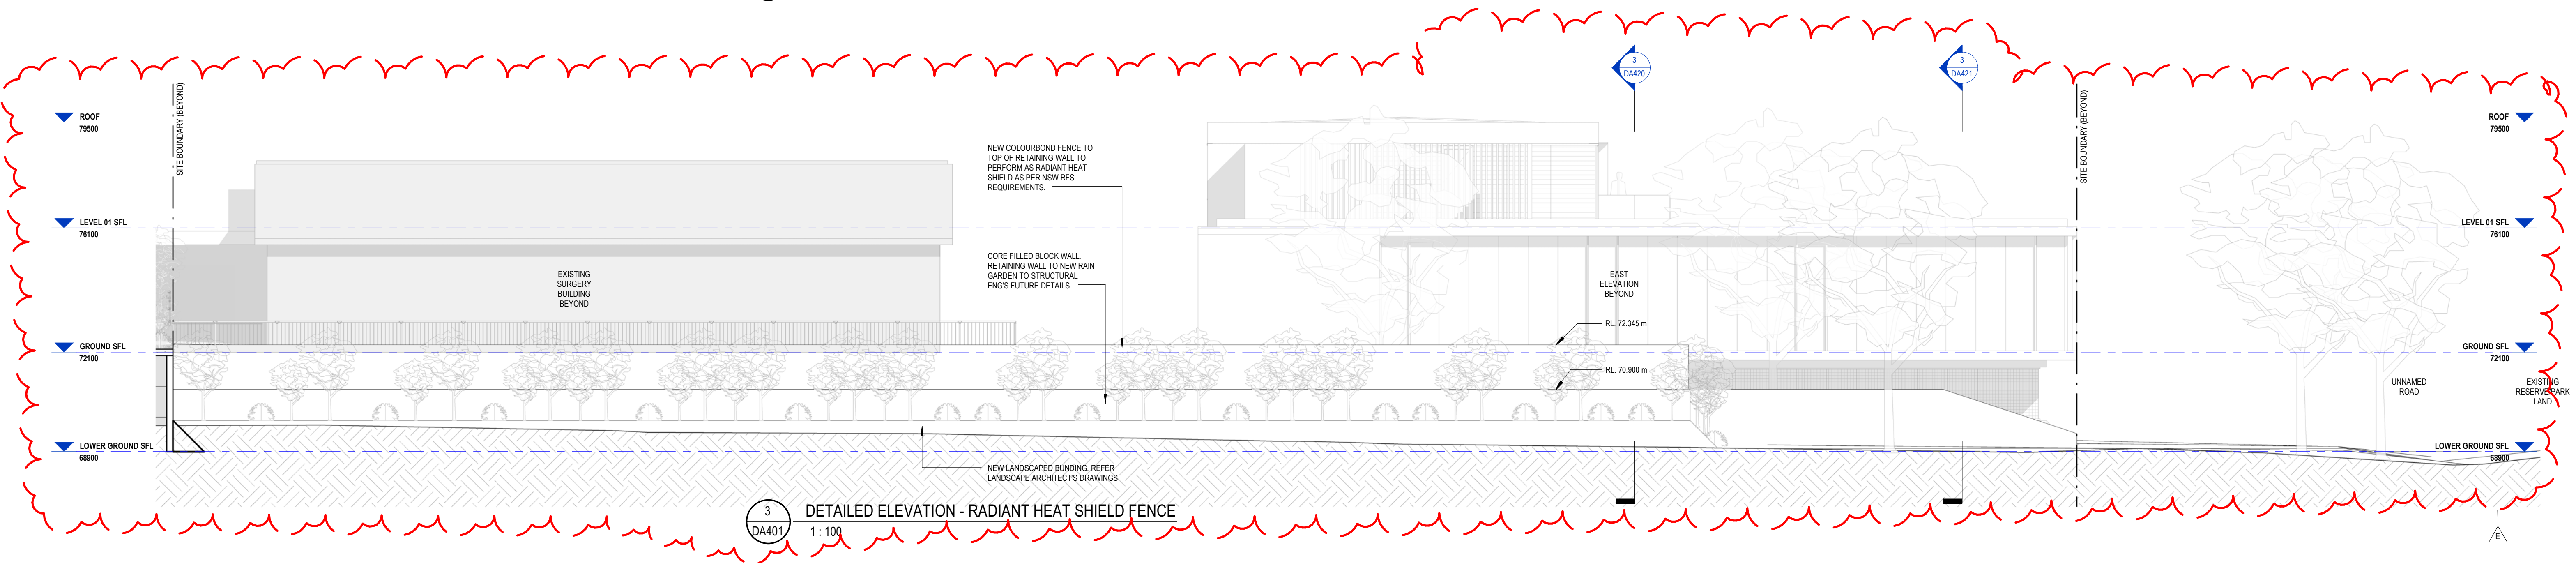 3
DA420
3
DA421
SITE BOUNDARY (BEYOND)
SITE BOUNDARY (BEYOND)
ROOF
79500
ROOF
79500
NEW COLOURBOND FENCE TO
TOP OF RETAINING WALL TO
PERFORM AS RADIANT HEAT
SHIELD AS PER NSW RFS
REQUIREMENTS.
LEVEL 01 SFL
76100
LEVEL 01 SFL
76100
CORE FILLED BLOCK WALL.
RETAINING WALL TO NEW RAIN
GARDEN TO STRUCTURAL
ENG'S FUTURE DETAILS.
EXISTING
SURGERY
BUILDING
BEYOND
EAST
ELEVATION
BEYOND
RL. 72.345 m
GROUND SFL
72100
GROUND SFL
72100
RL. 70.900 m
UNNAMED
ROAD
EXISTING
RESERVE/PARK
LAND
LOWER GROUND SFL
68900
LOWER GROUND SFL
68900
NEW LANDSCAPED BUNDING. REFER
LANDSCAPE ARCHITECT'S DRAWINGS
3
DA401
DETAILED ELEVATION - RADIANT HEAT SHIELD FENCE
1 : 100
E